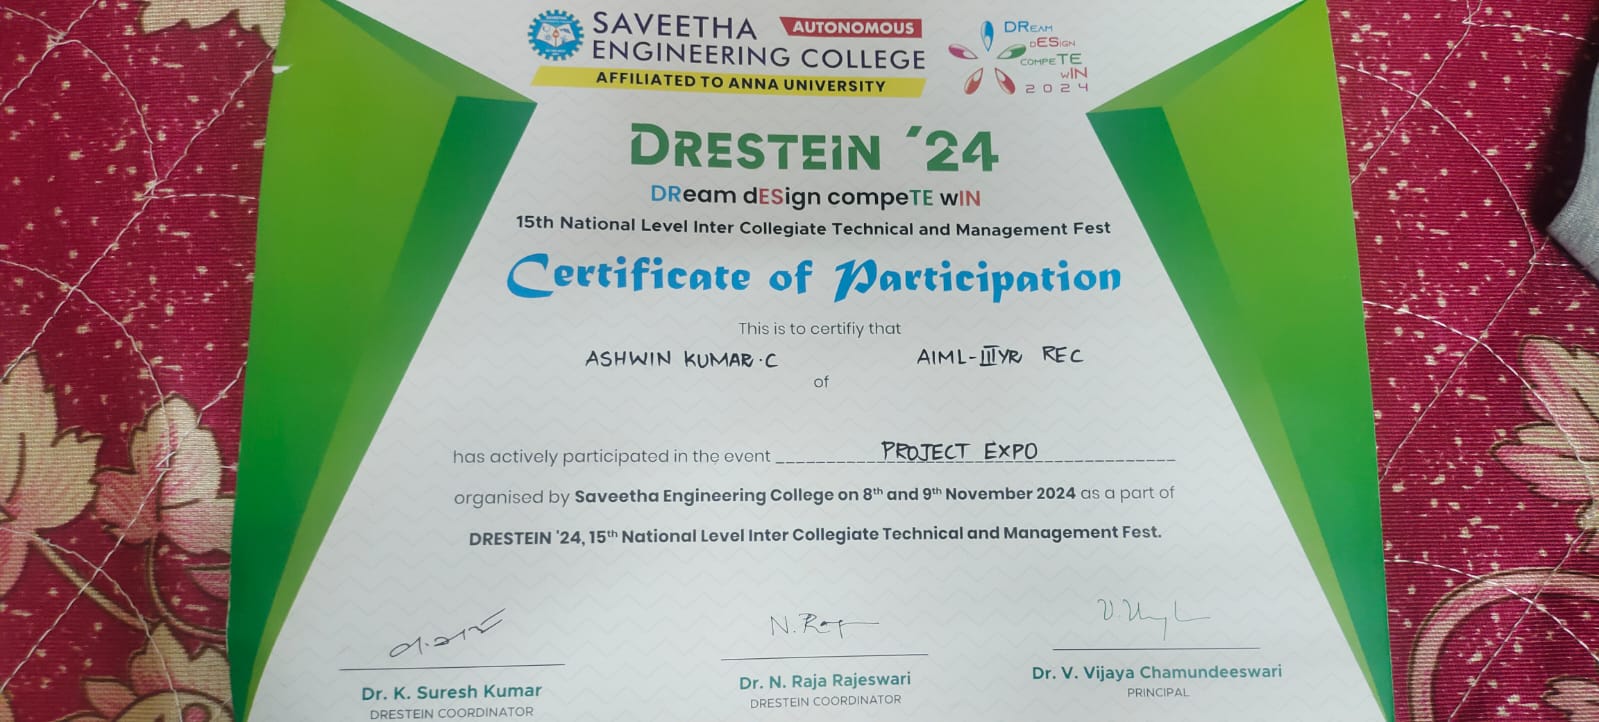 SAVEETHA AUTONOMOUS
ENGINEERING COLLEGE
AFFILIATED TO ANNA UNIVERSITY
DREAM
dESIGN
COMPETE
wIN
2024
DRESTEIN '24
DReam dESign compeTE wIN
15th National Level Inter Collegiate Technical and Management Fest
Certificate of Participation
This is to certifiy that
ASHWIN KUMAR.C AIML-III YR REC
of
has actively participated in the event PROJECT EXPO
organised by Saveetha Engineering College on 8th and 9th November 2024 as a part of
DRESTEIN '24, 15th National Level Inter Collegiate Technical and Management Fest.
Dr. K. Suresh Kumar
DRESTEIN COORDINATOR
Dr. N. Raja Rajeswari
DRESTEIN COORDINATOR
Dr. V. Vijaya Chamundeeswari
PRINCIPAL